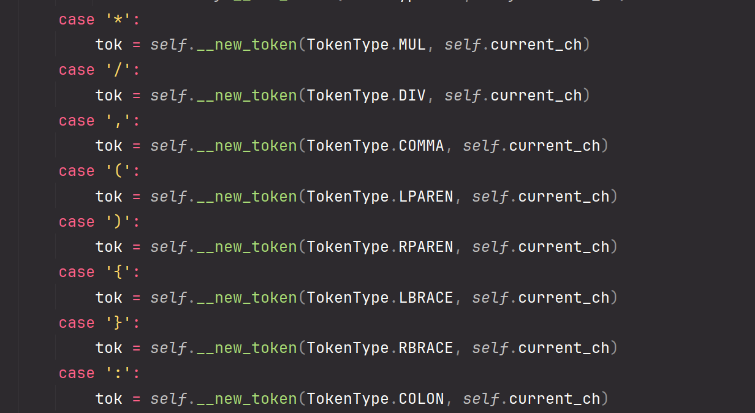 case '*':
tok = self.__new_token(TokenType.MUL, self.current_ch)
case '/':
tok = self.__new_token(TokenType.DIV, self.current_ch)
case ',':
tok = self.__new_token(TokenType.COMMA, self.current_ch)
case '(':
tok = self.__new_token(TokenType.LPAREN, self.current_ch)
case ')':
tok = self.__new_token(TokenType.RPAREN, self.current_ch)
case '{':
tok = self.__new_token(TokenType.LBRACE, self.current_ch)
case '}':
tok = self.__new_token(TokenType.RBRACE, self.current_ch)
case ':':
tok = self.__new_token(TokenType.COLON, self.current_ch)